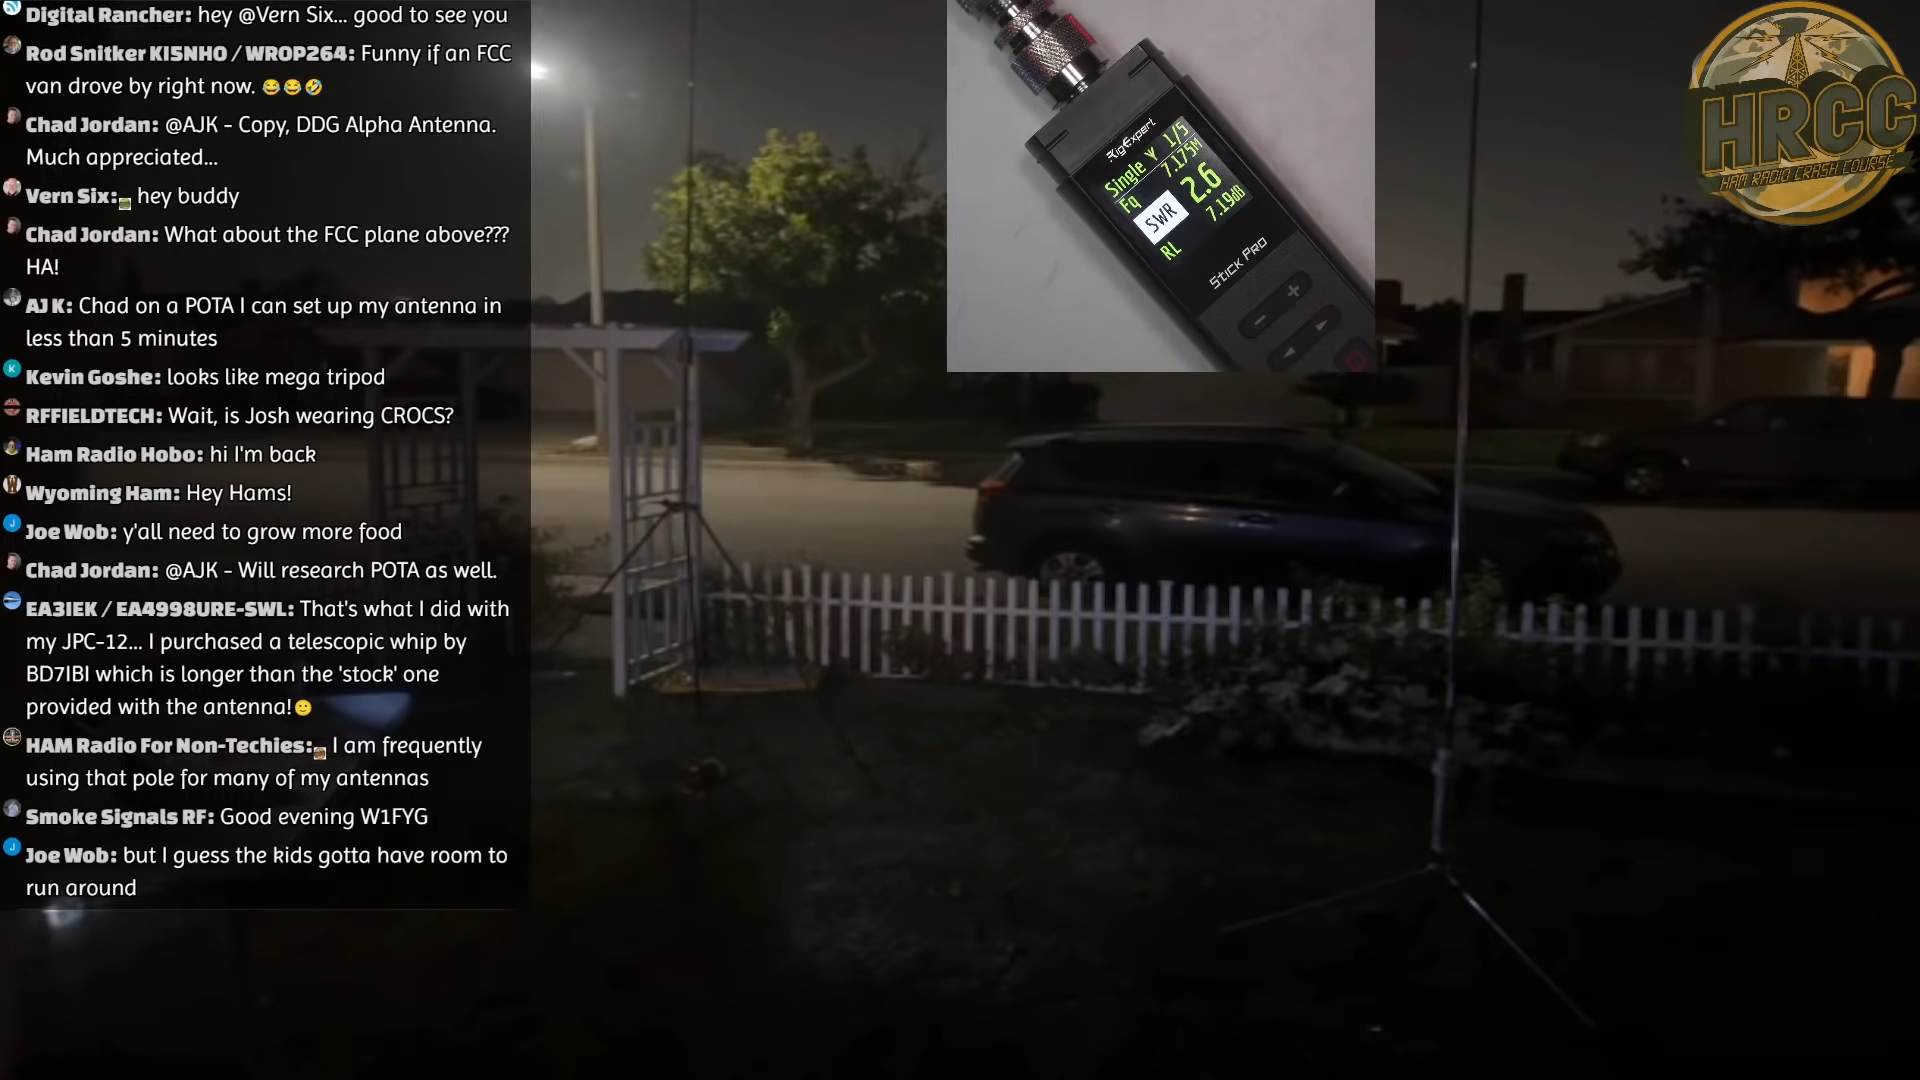 Digital Rancher: hey @Vern Six... good to see you
Rod Snitker KI5NHO / WROP264: Funny if an FCC
van drove by right now. 😂😂🤣
Chad Jordan: @AJK - Copy, DDG Alpha Antenna.
Much appreciated...
Vern Six: hey buddy
Chad Jordan: What about the FCC plane above???
HA!
AJ K: Chad on a POTA I can set up my antenna in
less than 5 minutes
Kevin Goshe: looks like mega tripod
RFFIELDTECH: Wait, is Josh wearing CROCS?
Ham Radio Hobo: hi I'm back
Wyoming Ham: Hey Hams!
Joe Wob: y'all need to grow more food
Chad Jordan: @AJK - Will research POTA as well.
EA3IEK / EA4998URE-SWL: That's what I did with
my JPC-12... I purchased a telescopic whip by
BD7IBI which is longer than the 'stock' one
provided with the antenna!🙂
HAM Radio For Non-Techies: I am frequently
using that pole for many of my antennas
Smoke Signals RF: Good evening W1FYG
Joe Wob: but I guess the kids gotta have room to
run around
RigExpert
Single 1/5
Fq 7.175M
SWR 2.6
RL 7.19dB
Stick Pro
HRCC
HAM RADIO CRASH COURSE